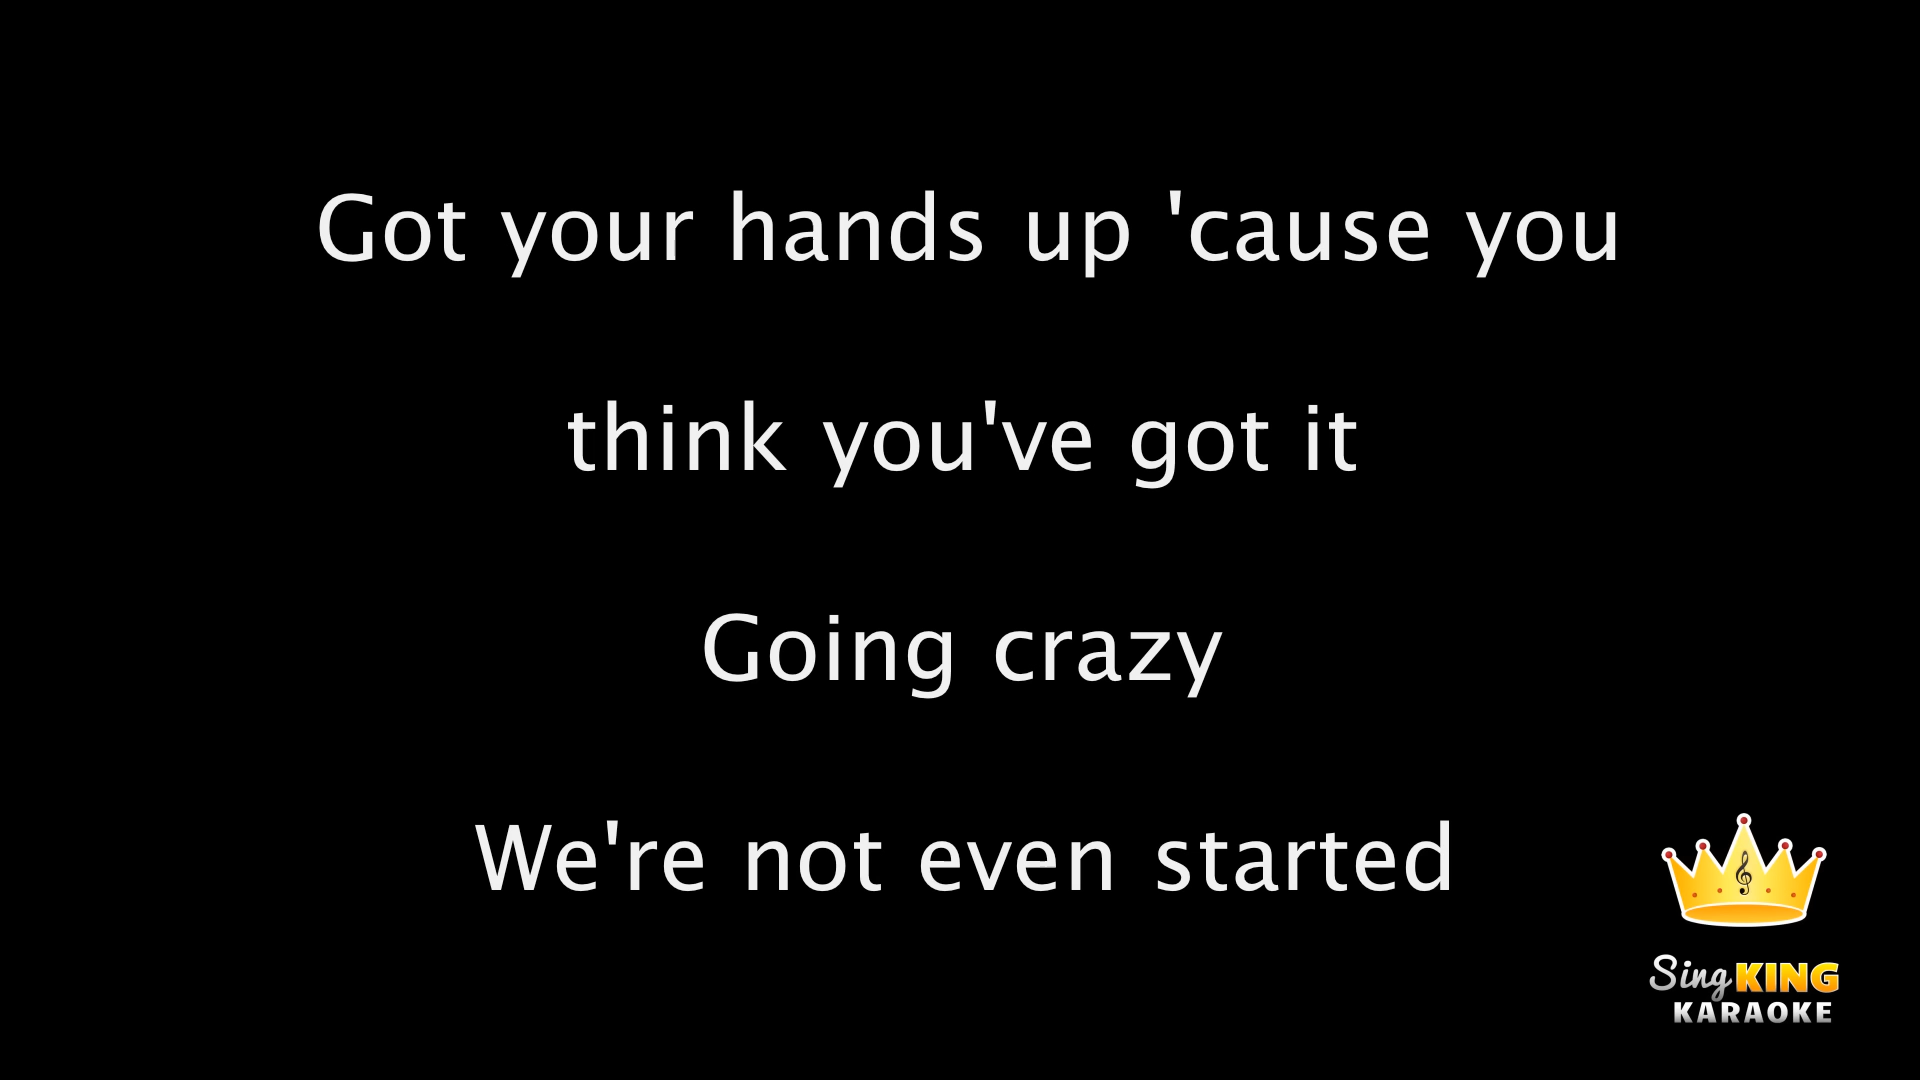 Got your hands up 'cause you
think you've got it
Going crazy
We're not even started
Sing KING
KARAOKE